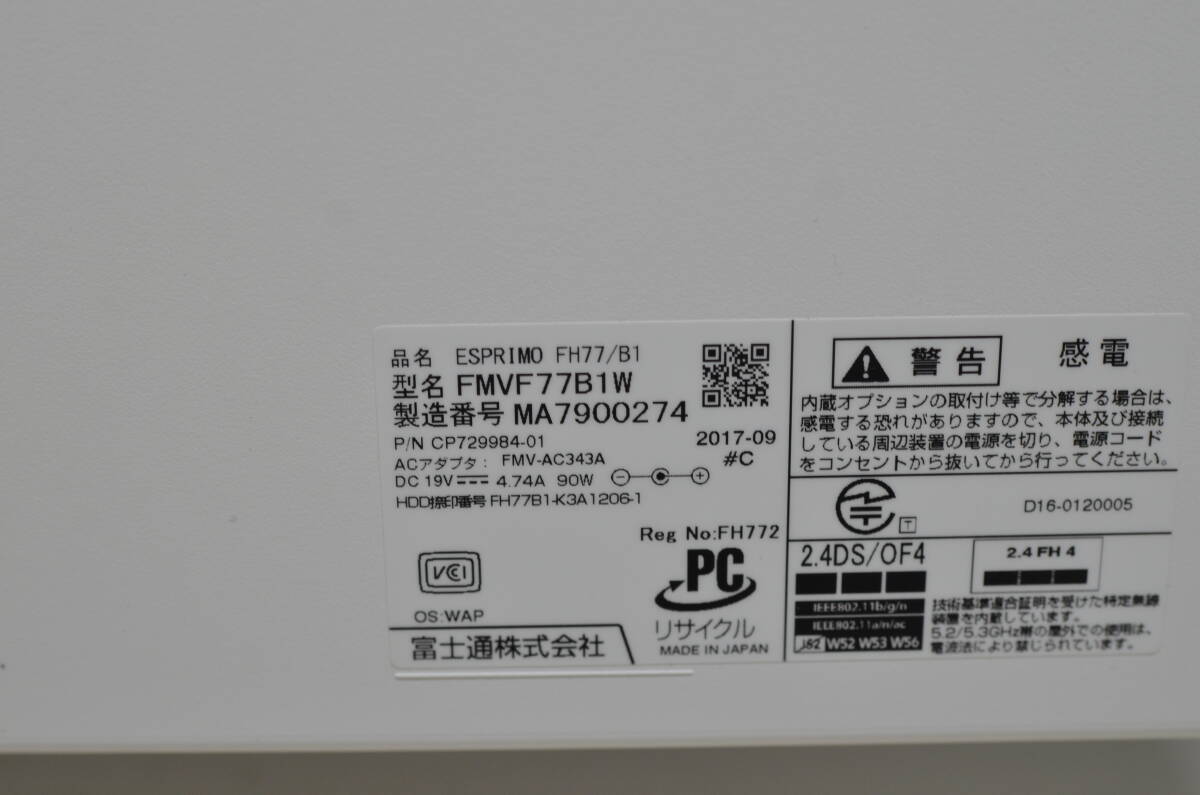 品名 ESPRIMO FH77/B1
型名 FMVF77B1W
製造番号 MA7900274
P/N CP729984-01
2017-09
#C
ACアダプタ: FMV-AC343A
DC 19V 4.74A 90W
HDD捺印番号 FH77B1-K3A1206-1
Reg No:FH772
VCCI
PC
リサイクル
OS:WAP
富士通株式会社
MADE IN JAPAN
警告 感電
内蔵オプションの取付け等で分解する場合は、
感電する恐れがありますので、本体及び接続
している周辺装置の電源を切り、電源コード
をコンセントから抜いてから行ってください。
T
D16-0120005
2.4DS/OF4
2.4 FH 4
IEEE802.11b/g/n
IEEE802.11a/n/ac
J52 W52 W53 W56
技術基準適合証明を受けた特定無線
装置を内蔵しています。
5.2/5.3GHz帯の屋外での使用は、
電波法により禁じられています。